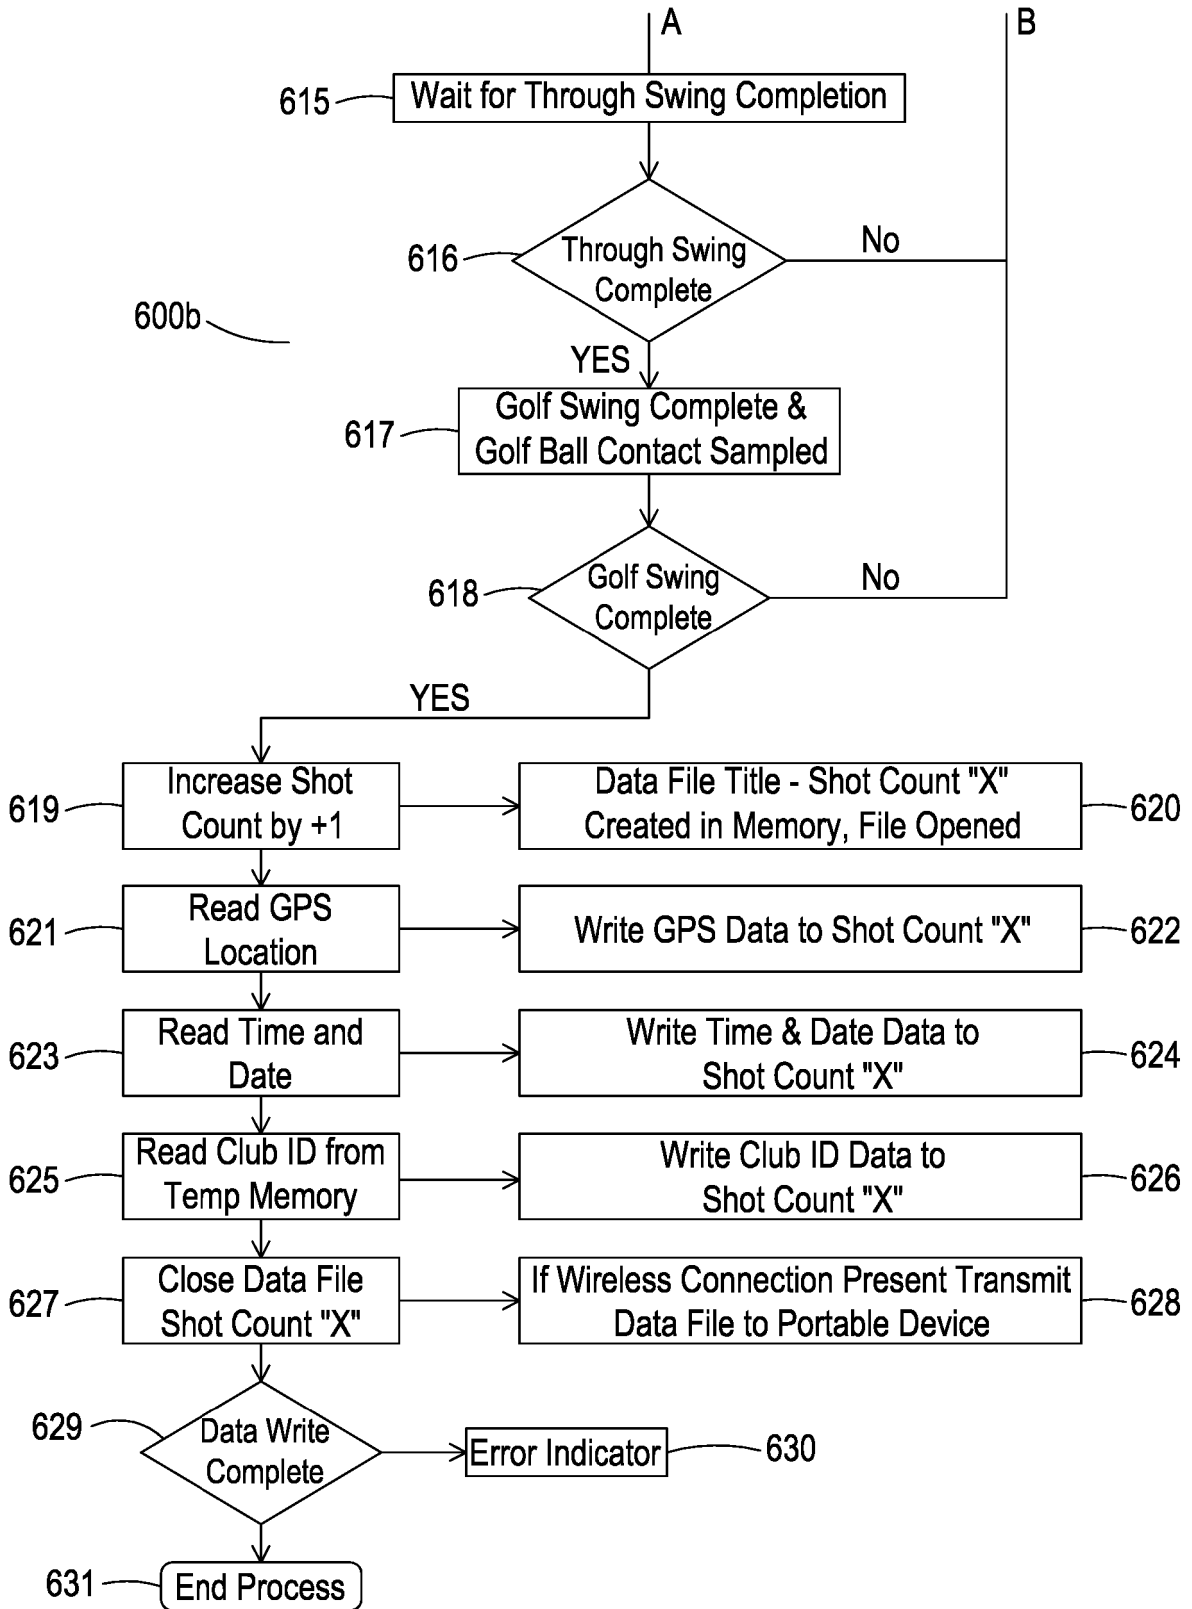 A
B
615
Wait for Through Swing Completion
616
Through Swing
Complete
No
600b
YES
617
Golf Swing Complete &
Golf Ball Contact Sampled
618
Golf Swing
Complete
No
YES
619
Increase Shot
Count by +1
Data File Title - Shot Count "X"
Created in Memory, File Opened
620
621
Read GPS
Location
Write GPS Data to Shot Count "X"
622
623
Read Time and
Date
Write Time & Date Data to
Shot Count "X"
624
625
Read Club ID from
Temp Memory
Write Club ID Data to
Shot Count "X"
626
627
Close Data File
Shot Count "X"
If Wireless Connection Present Transmit
Data File to Portable Device
628
629
Data Write
Complete
Error Indicator
630
631
End Process